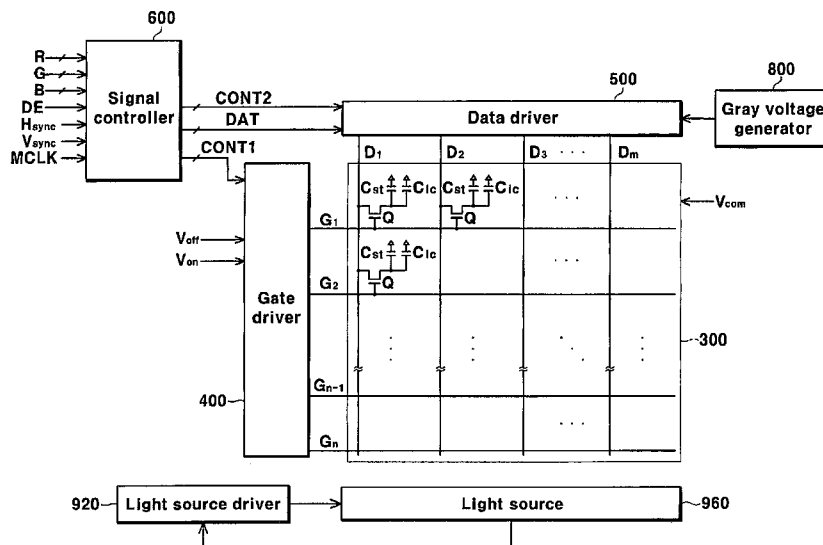 600
R
G
B
DE
Hsync
Vsync
MCLK
Signal controller
CONT2
DAT
CONT1
500
Data driver
800
Gray voltage generator
D1 D2 D3 · · · · Dm
Cst Clc Cst Clc
· · ·
Vcom
G1 Q Q
Voff
Von
Cst Clc
· · ·
G2 Q
Gate driver
300
400
Gn-1
· · ·
Gn
920
Light source driver
Light source
960